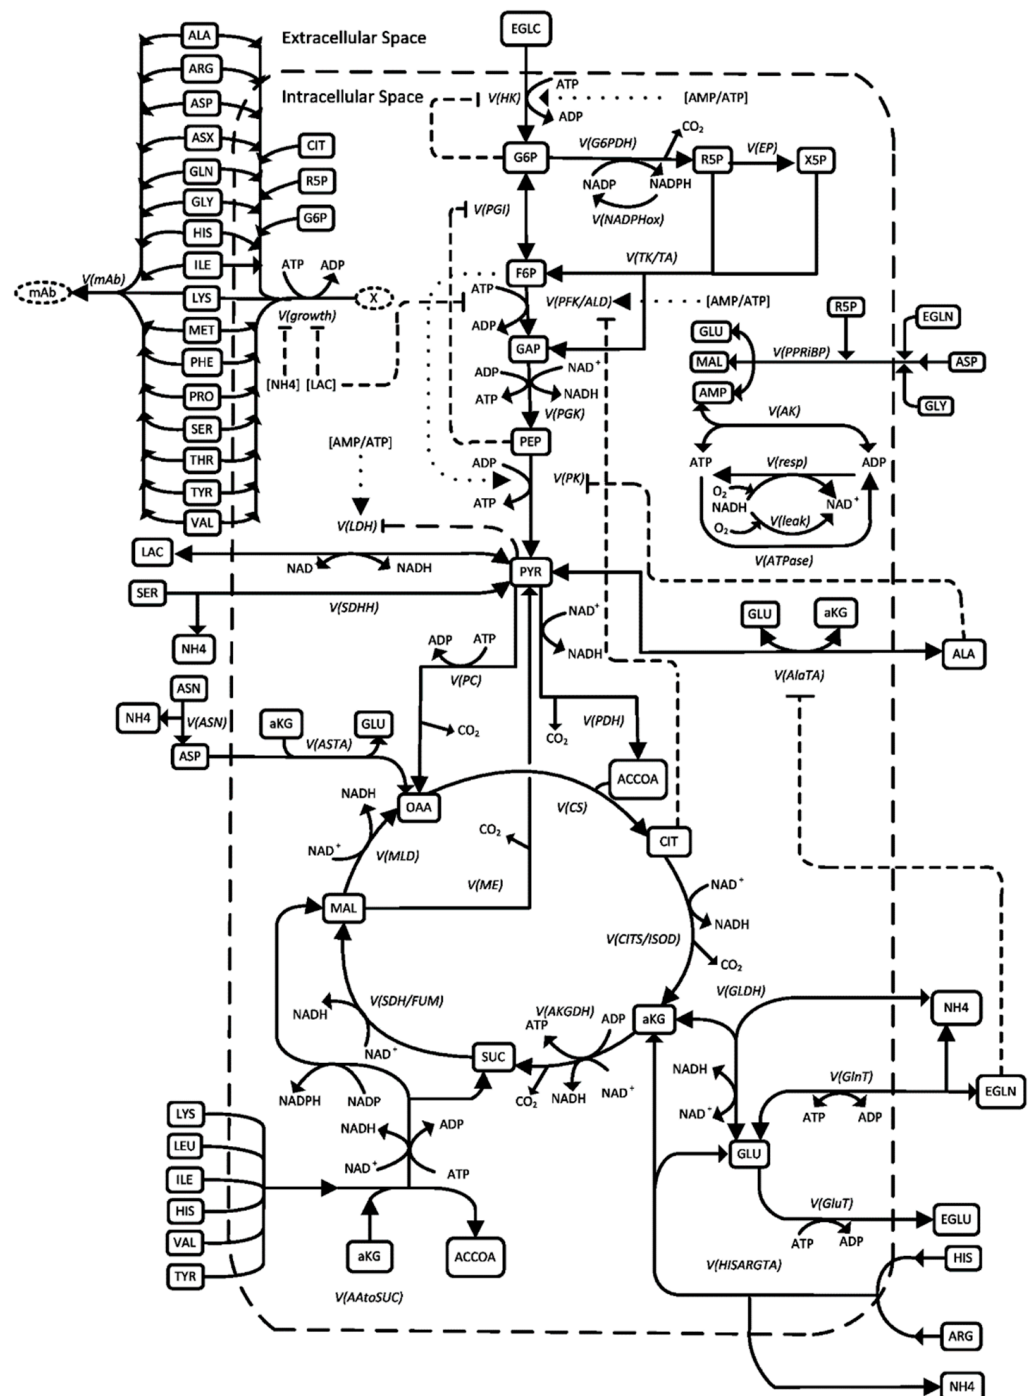 EGLC
ALA
Extracellular Space
ARG
Intracellular Space
V(HK)
ATP
[AMP/ATP]
ADP
ASP
ASX
CIT
G6P
V(G6PDH)
CO2
R5P
V(EP)
X5P
GLN
R5P
NADP
NADPH
GLY
G6P
V(PGI)
V(NADPHox)
HIS
ILE
ATP
ADP
F6P
V(TK/TA)
mAb
V(mAb)
LYS
X
ATP
V(PFK/ALD)
[AMP/ATP]
R5P
EGLN
V(growth)
ADP
GLU
MET
GAP
V(PPRiBP)
PHE
MAL
ASP
[NH4]
[LAC]
ADP
NAD+
PRO
ATP
NADH
AMP
GLY
V(PGK)
V(AK)
SER
[AMP/ATP]
PEP
THR
ADP
ATP
V(resp)
ADP
TYR
ATP
V(PK)
O2
NADH
NAD+
VAL
V(LDH)
O2
V(leak)
LAC
V(ATPase)
NAD
NADH
PYR
SER
V(SDHH)
NAD+
GLU
aKG
NH4
ADP
ATP
NADH
ALA
V(PC)
V(AlaTA)
ASN
NH4
V(ASN)
aKG
GLU
CO2
CO2
V(PDH)
ASP
V(ASTA)
ACCOA
NADH
OAA
V(CS)
CO2
CIT
NAD+
V(MLD)
V(ME)
NAD+
MAL
NADH
V(CITS/ISOD)
CO2
V(GLDH)
V(SDH/FUM)
V(AKGDH)
NADH
ATP
ADP
aKG
NH4
NAD+
SUC
NADH
V(GlnT)
NADPH
NADP
CO2
NADH
NAD+
EGLN
LYS
NAD+
ATP
ADP
NADH
ADP
LEU
GLU
NAD+
ATP
ILE
V(GluT)
HIS
EGLU
VAL
ATP
ADP
aKG
ACCOA
HIS
TYR
V(HISARGTA)
V(AAtoSUC)
ARG
NH4